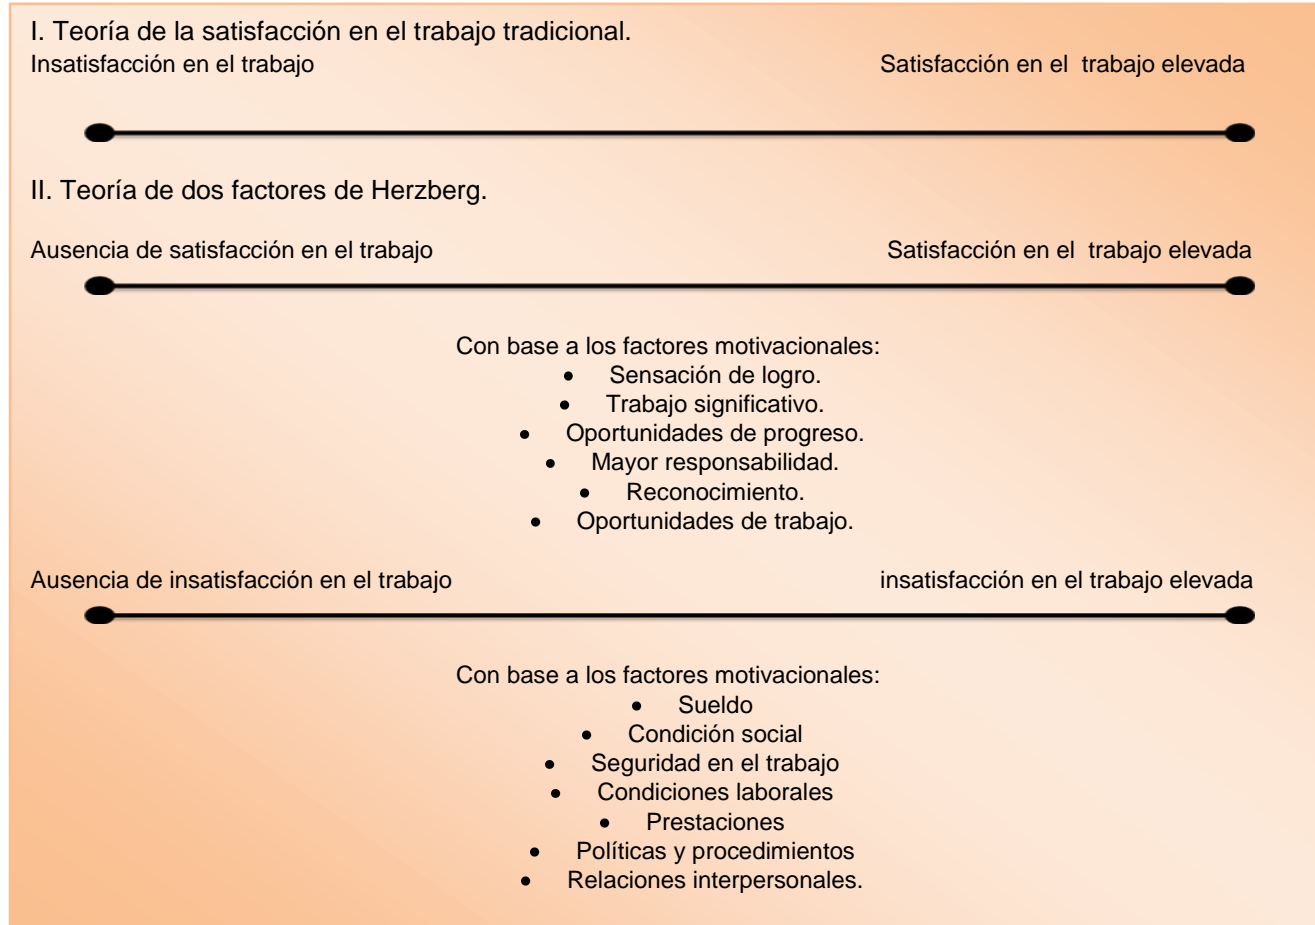 I. Teoría de la satisfacción en el trabajo tradicional.
Insatisfacción en el trabajo Satisfacción en el  trabajo elevada
II. Teoría de dos factores de Herzberg.
Ausencia de satisfacción en el trabajo Satisfacción en el  trabajo elevada
Con base a los factores motivacionales:
• Sensación de logro.
• Trabajo significativo.
• Oportunidades de progreso.
• Mayor responsabilidad.
• Reconocimiento.
• Oportunidades de trabajo.
Ausencia de insatisfacción en el trabajo insatisfacción en el trabajo elevada
Con base a los factores motivacionales:
• Sueldo
• Condición social
• Seguridad en el trabajo
• Condiciones laborales
• Prestaciones
• Políticas y procedimientos
• Relaciones interpersonales.